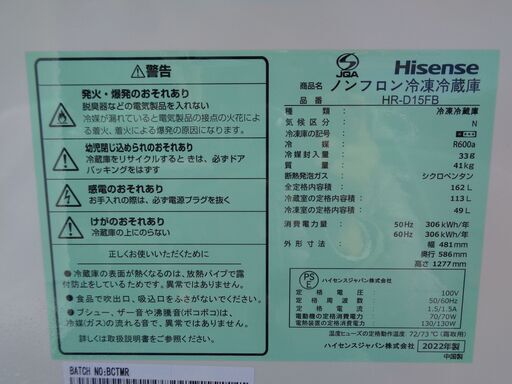 ⚠警告
発火・爆発のおそれあり
脱臭器などの電気製品を入れない
冷媒が漏れていると電気製品の接点の火花によ
る着火、着火による爆発の原因になります。
幼児閉じ込められのおそれあり
冷蔵庫をリサイクルするときは、必ずドア
パッキングをはずす
感電のおそれあり
お手入れの際は、必ず電源プラグを抜く
けがのおそれあり
冷蔵庫の上にのらない
正しくお使いいただくために
●冷蔵庫の表面が熱くなるのは、放熱パイプで露
付防止をしているためで、異常ではありません。
●食品で吹出口、吸込口をふさがないでください。
●ブシュー、ザー音や沸騰音(ボコボコ)は、
冷媒(ガス)の流れる音で、異常ではありません。
詳しくは取扱説明書をお読みください。
BATCH NO:BCTMR
JQA
Hisense
商品名 ノンフロン冷凍冷蔵庫
品番 HR-D15FB
種類 冷凍冷蔵庫
気候区分 N
冷凍庫の記号
冷媒 R600a
冷媒封入量 33g
質量 41kg
断熱発泡ガス シクロペンタン
全定格内容積 162 L
冷蔵室の定格内容積 113 L
冷凍室の定格内容積 49 L
消費電力量 50Hz 306 kWh/年
60Hz 306 kWh/年
外形寸法 幅 481mm
奥行 586mm
高さ 1277mm
PS
E
ハイセンスジャパン株式会社
定格電圧 100V
定格周波数 50/60Hz
定格電流 1.5/1.5A
電動機の定格消費電力 70/70W
電熱装置の定格消費電力 130/130W
温度ヒューズの定格動作温度 72/73℃(霜取用)
ハイセンスジャパン株式会社
2022年製
中国製